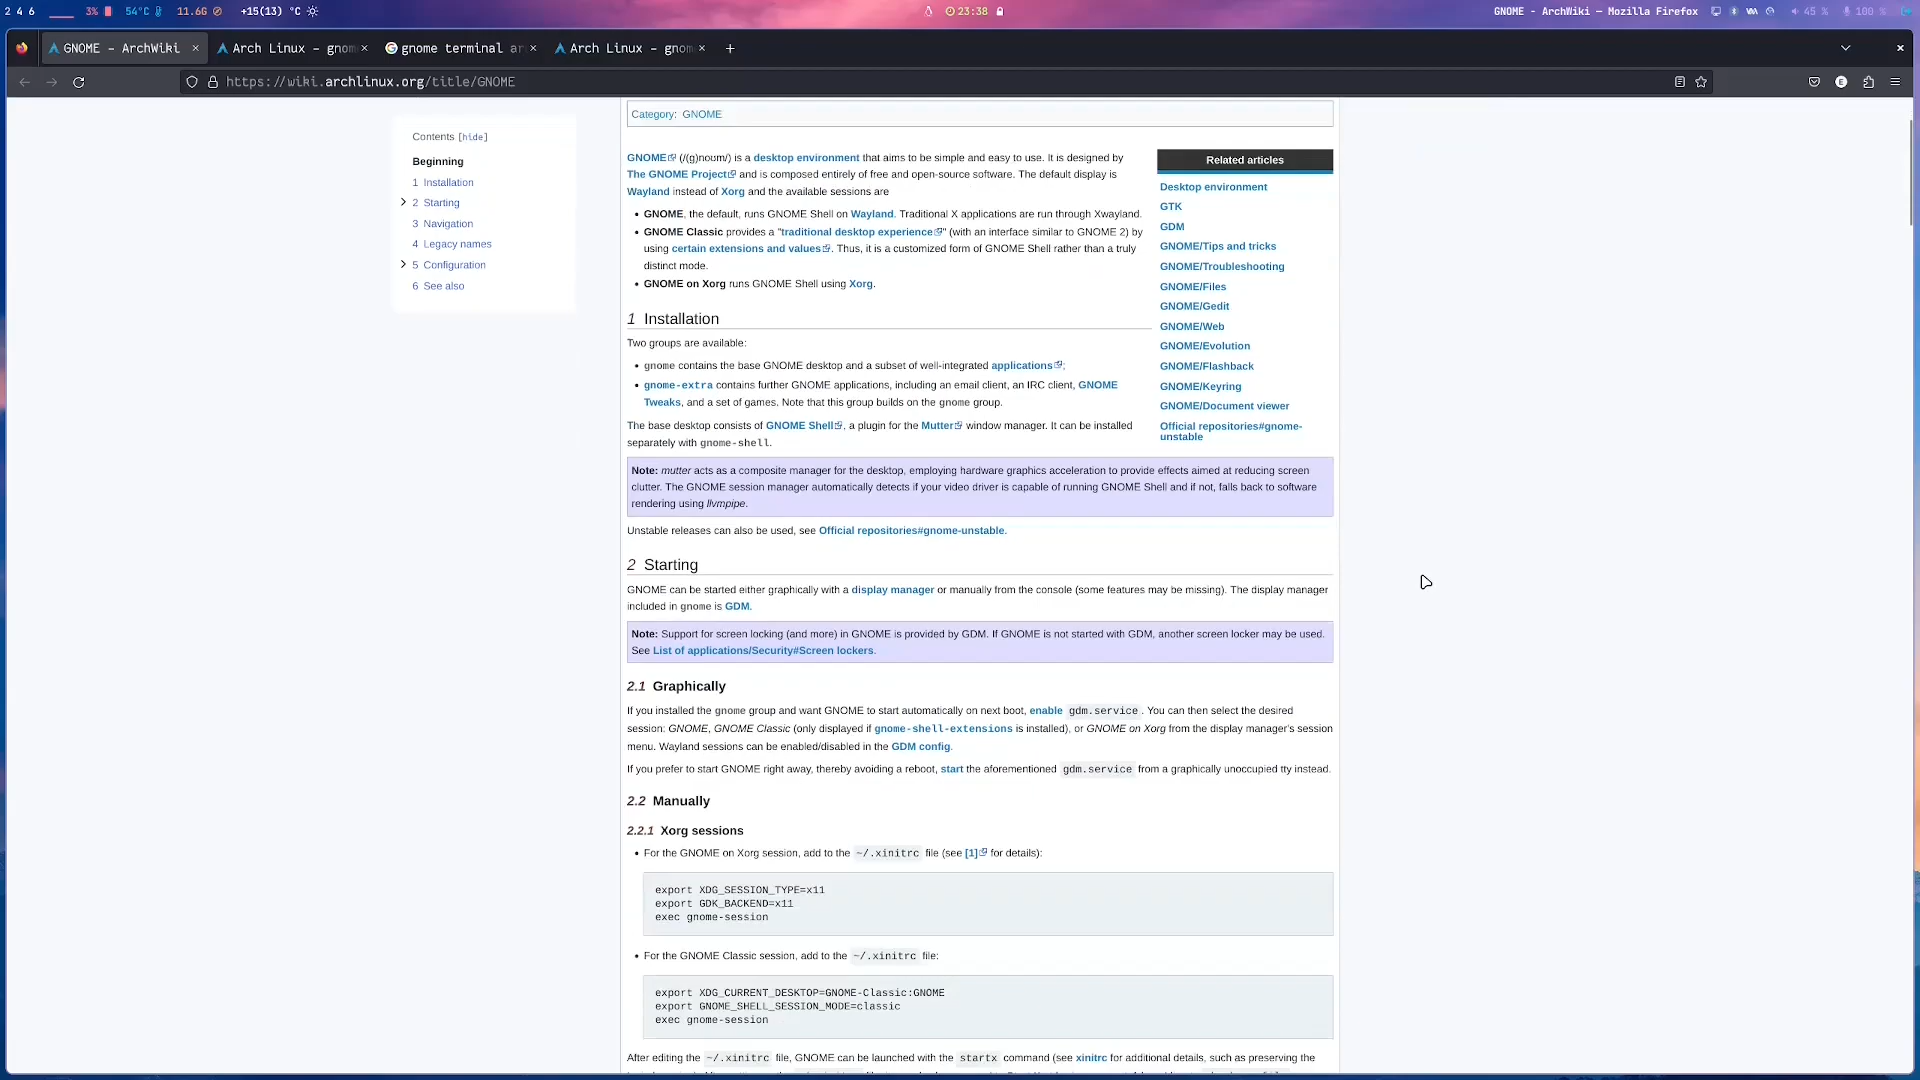 2 4 6 3% 54°C 11.6G +15(13) °C 23:38 GNOME - ArchWiki — Mozilla Firefox 45 % 100 %
GNOME - ArchWiki × Arch Linux - gnom × gnome terminal ar × Arch Linux - gnom × +
https://wiki.archlinux.org/title/GNOME
Contents [hide]
Beginning
1 Installation
2 Starting
3 Navigation
4 Legacy names
5 Configuration
6 See also
Category: GNOME
GNOME (/(g)noʊm/) is a desktop environment that aims to be simple and easy to use. It is designed by
The GNOME Project and is composed entirely of free and open-source software. The default display is
Wayland instead of Xorg and the available sessions are
• GNOME, the default, runs GNOME Shell on Wayland. Traditional X applications are run through Xwayland.
• GNOME Classic provides a "traditional desktop experience" (with an interface similar to GNOME 2) by
using certain extensions and values. Thus, it is a customized form of GNOME Shell rather than a truly
distinct mode.
• GNOME on Xorg runs GNOME Shell using Xorg.
Related articles
Desktop environment
GTK
GDM
GNOME/Tips and tricks
GNOME/Troubleshooting
GNOME/Files
GNOME/Gedit
GNOME/Web
GNOME/Evolution
GNOME/Flashback
GNOME/Keyring
GNOME/Document viewer
Official repositories#gnome-
unstable
1 Installation
Two groups are available:
• gnome contains the base GNOME desktop and a subset of well-integrated applications;
• gnome-extra contains further GNOME applications, including an email client, an IRC client, GNOME
Tweaks, and a set of games. Note that this group builds on the gnome group.
The base desktop consists of GNOME Shell, a plugin for the Mutter window manager. It can be installed
separately with gnome-shell.
Note: mutter acts as a composite manager for the desktop, employing hardware graphics acceleration to provide effects aimed at reducing screen
clutter. The GNOME session manager automatically detects if your video driver is capable of running GNOME Shell and if not, falls back to software
rendering using llvmpipe.
Unstable releases can also be used, see Official repositories#gnome-unstable.
2 Starting
GNOME can be started either graphically with a display manager or manually from the console (some features may be missing). The display manager
included in gnome is GDM.
Note: Support for screen locking (and more) in GNOME is provided by GDM. If GNOME is not started with GDM, another screen locker may be used.
See List of applications/Security#Screen lockers.
2.1 Graphically
If you installed the gnome group and want GNOME to start automatically on next boot, enable gdm.service. You can then select the desired
session: GNOME, GNOME Classic (only displayed if gnome-shell-extensions is installed), or GNOME on Xorg from the display manager's session
menu. Wayland sessions can be enabled/disabled in the GDM config.
If you prefer to start GNOME right away, thereby avoiding a reboot, start the aforementioned gdm.service from a graphically unoccupied tty instead.
2.2 Manually
2.2.1 Xorg sessions
• For the GNOME on Xorg session, add to the ~/.xinitrc file (see [1] for details):
export XDG_SESSION_TYPE=x11
export GDK_BACKEND=x11
exec gnome-session
• For the GNOME Classic session, add to the ~/.xinitrc file:
export XDG_CURRENT_DESKTOP=GNOME-Classic:GNOME
export GNOME_SHELL_SESSION_MODE=classic
exec gnome-session
After editing the ~/.xinitrc file, GNOME can be launched with the startx command (see xinitrc for additional details, such as preserving the